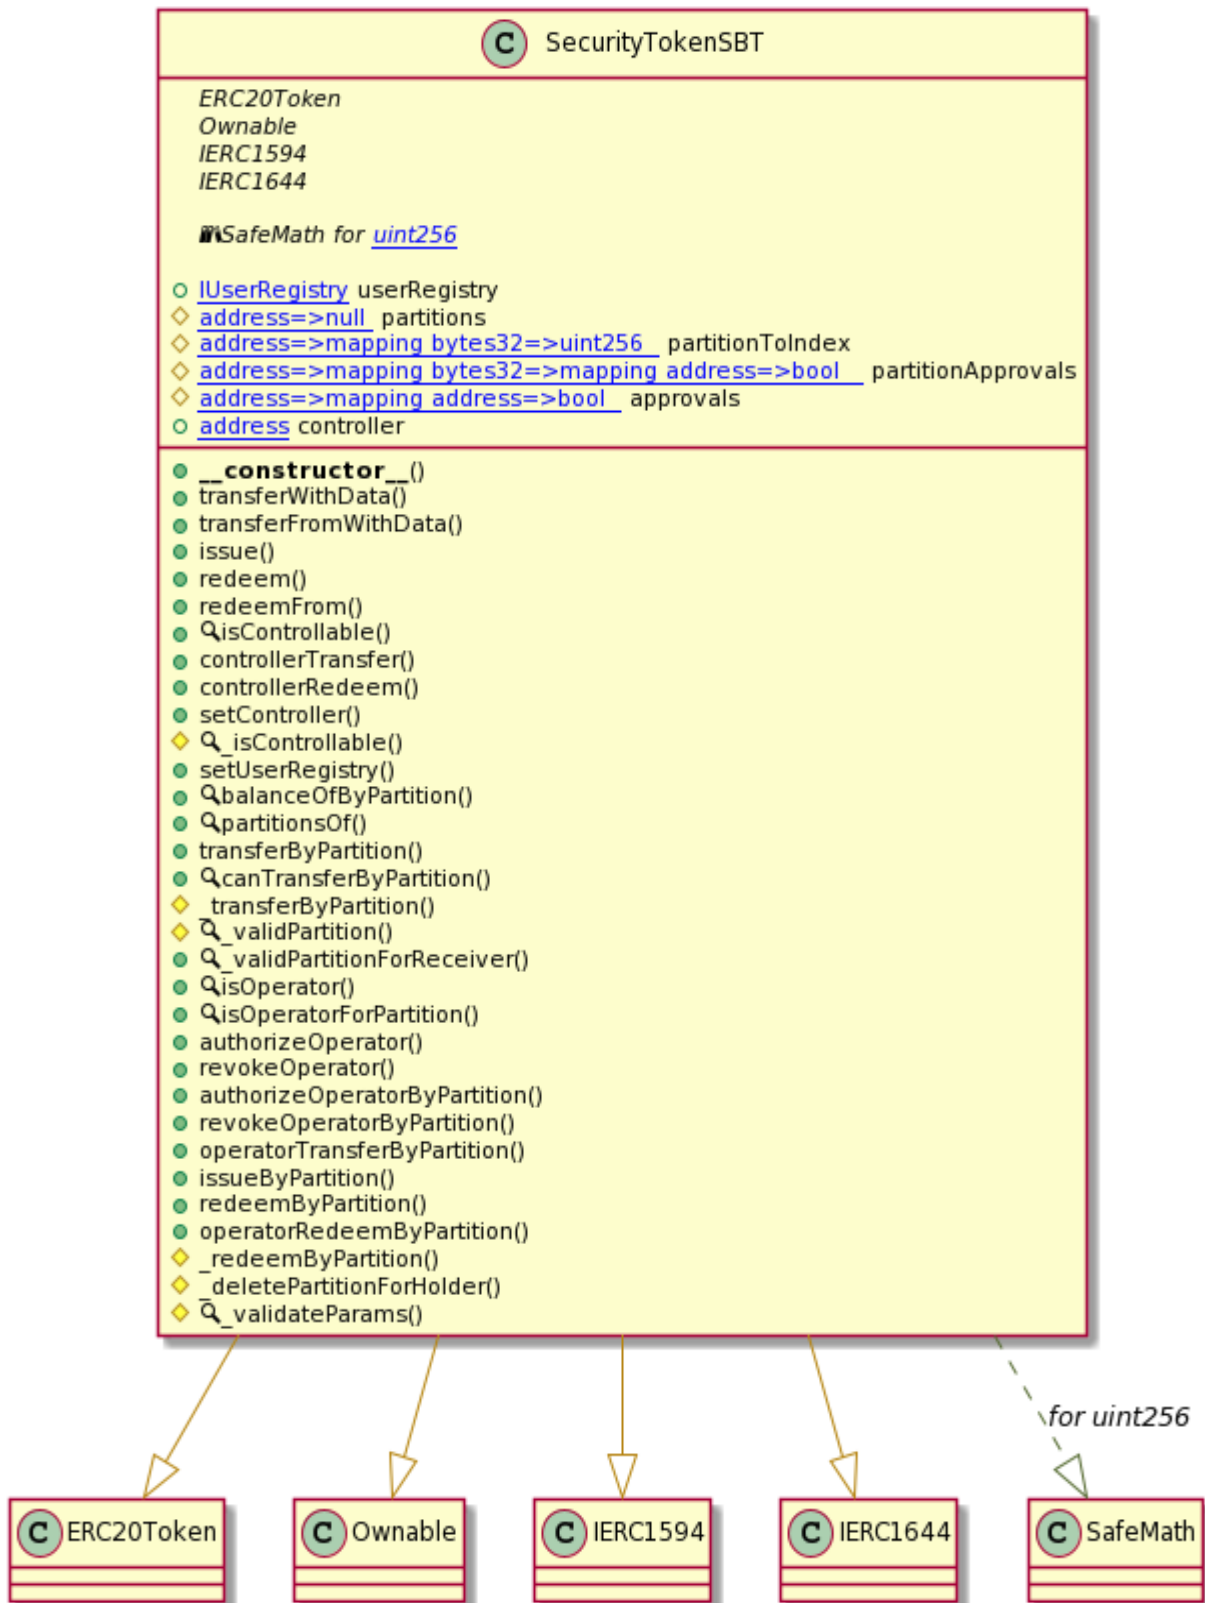 C SecurityTokenSBT
ERC20Token
Ownable
IERC1594
IERC1644
SafeMath for uint256
IUserRegistry userRegistry
address=>null partitions
address=>mapping bytes32=>uint256 partitionToIndex
address=>mapping bytes32=>mapping address=>bool partitionApprovals
address=>mapping address=>bool approvals
address controller
__constructor__()
transferWithData()
transferFromWithData()
issue()
redeem()
redeemFrom()
🔍isControllable()
controllerTransfer()
controllerRedeem()
setController()
🔍_isControllable()
setUserRegistry()
🔍balanceOfByPartition()
🔍partitionsOf()
transferByPartition()
🔍canTransferByPartition()
_transferByPartition()
🔍_validPartition()
🔍_validPartitionForReceiver()
🔍isOperator()
🔍isOperatorForPartition()
authorizeOperator()
revokeOperator()
authorizeOperatorByPartition()
revokeOperatorByPartition()
operatorTransferByPartition()
issueByPartition()
redeemByPartition()
operatorRedeemByPartition()
_redeemByPartition()
_deletePartitionForHolder()
🔍_validateParams()
for uint256
C ERC20Token
C Ownable
C IERC1594
C IERC1644
C SafeMath